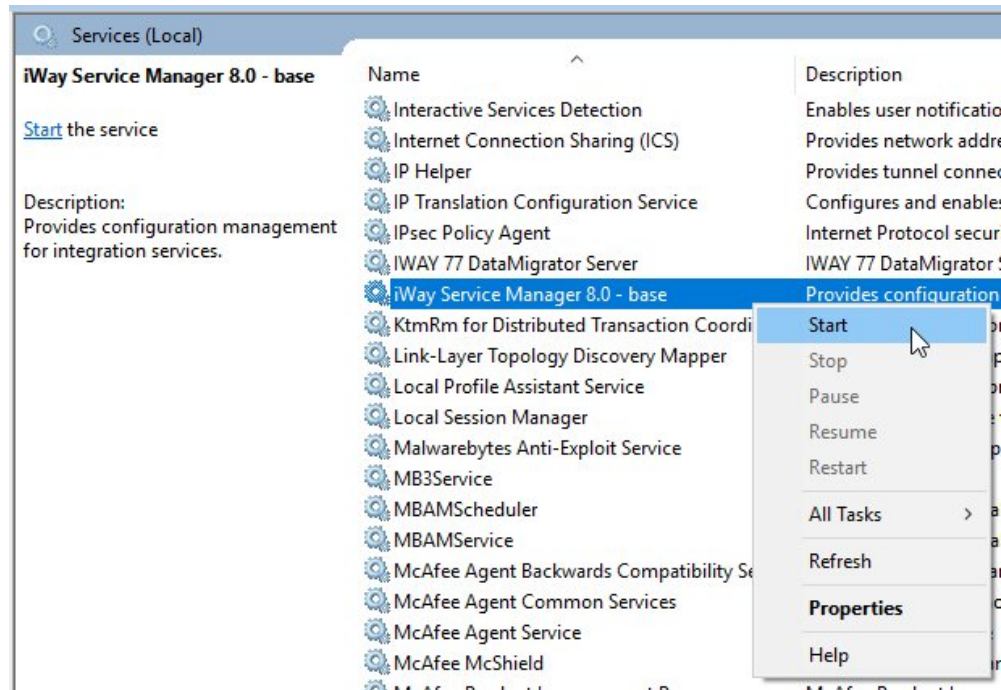 Services (Local)
iWay Service Manager 8.0 - base
Start the service
Description:
Provides configuration management
for integration services.
Name Description
Interactive Services Detection Enables user notificatio
Internet Connection Sharing (ICS) Provides network addre
IP Helper Provides tunnel connec
IP Translation Configuration Service Configures and enables
IPsec Policy Agent Internet Protocol securi
IWAY 77 DataMigrator Server IWAY 77 DataMigrator S
iWay Service Manager 8.0 - base Provides configuration
KtmRm for Distributed Transaction Coordi
Link-Layer Topology Discovery Mapper
Local Profile Assistant Service
Local Session Manager
Malwarebytes Anti-Exploit Service
MB3Service
MBAMScheduler
MBAMService
McAfee Agent Backwards Compatibility Se
McAfee Agent Common Services
McAfee Agent Service
McAfee McShield
Start
Stop
Pause
Resume
Restart
All Tasks
Refresh
Properties
Help